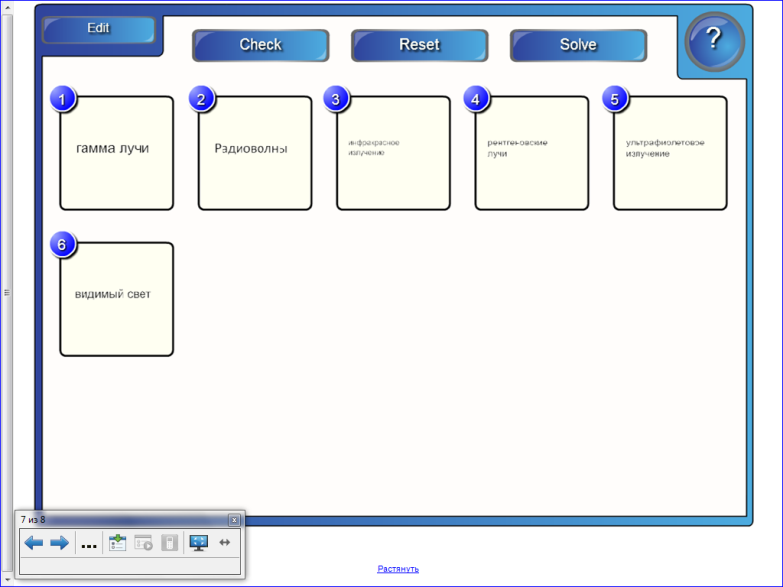 Edit
Check
Reset
Solve
?
1
2
3
4
5
гамма лучи
Радиоволны
инфракрасное
излучение
рентгеновские
лучи
ультрафиолетовое
излучение
6
видимый свет
7 из 8
x
...
Растянуть